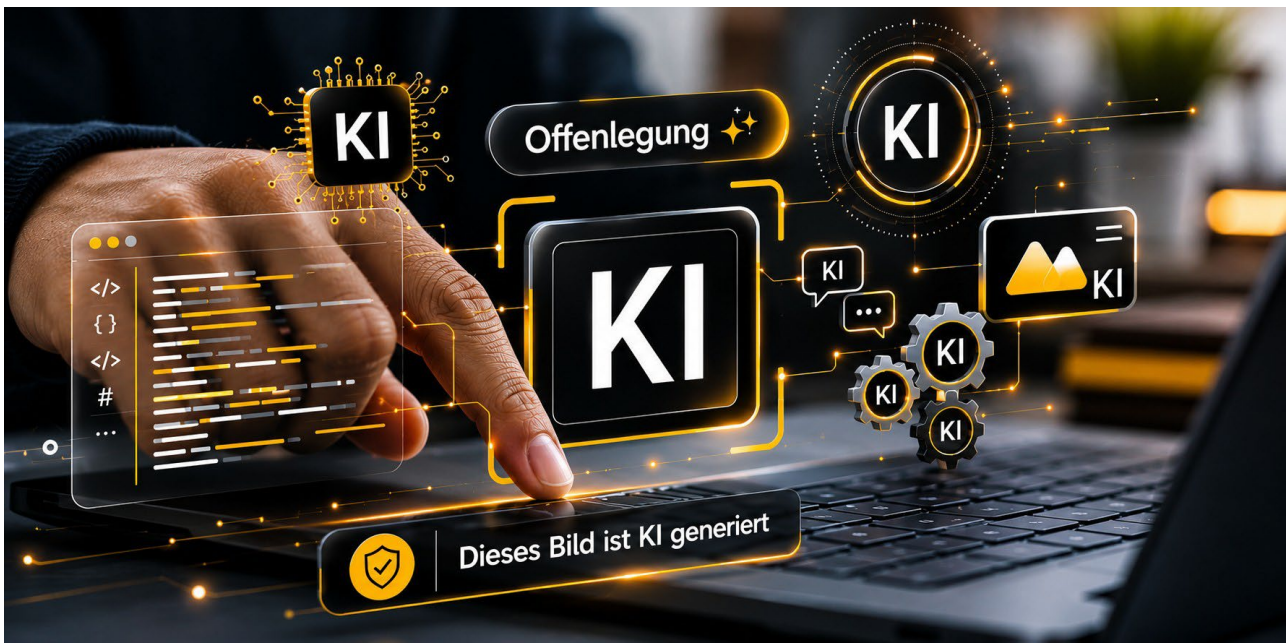 KI
Offenlegung
KI
KI
</>
{ }
</>
#
...
KI
...
KI
KI
KI
KI
Dieses Bild ist KI generiert